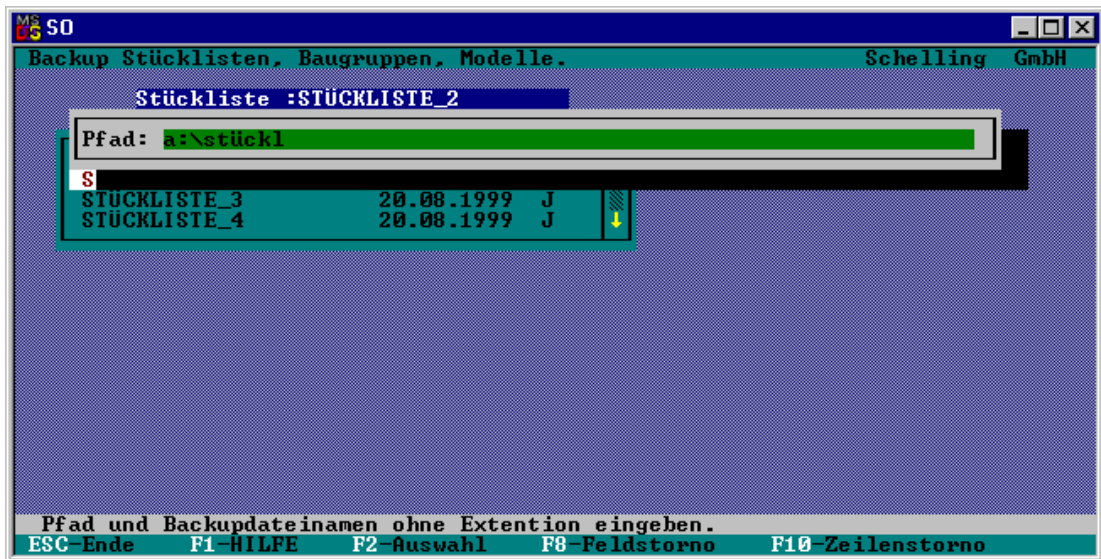 SO
Backup Stücklisten, Baugruppen, Modelle. Schelling GmbH
Stückliste :STÜCKLISTE_2
Pfad: a:\stückl
S
STÜCKLISTE_3 20.08.1999 J
STÜCKLISTE_4 20.08.1999 J
Pfad und Backupdateinamen ohne Extention eingeben.
ESC-Ende F1-HILFE F2-Auswahl F8-Feldstorno F10-Zeilenstorno